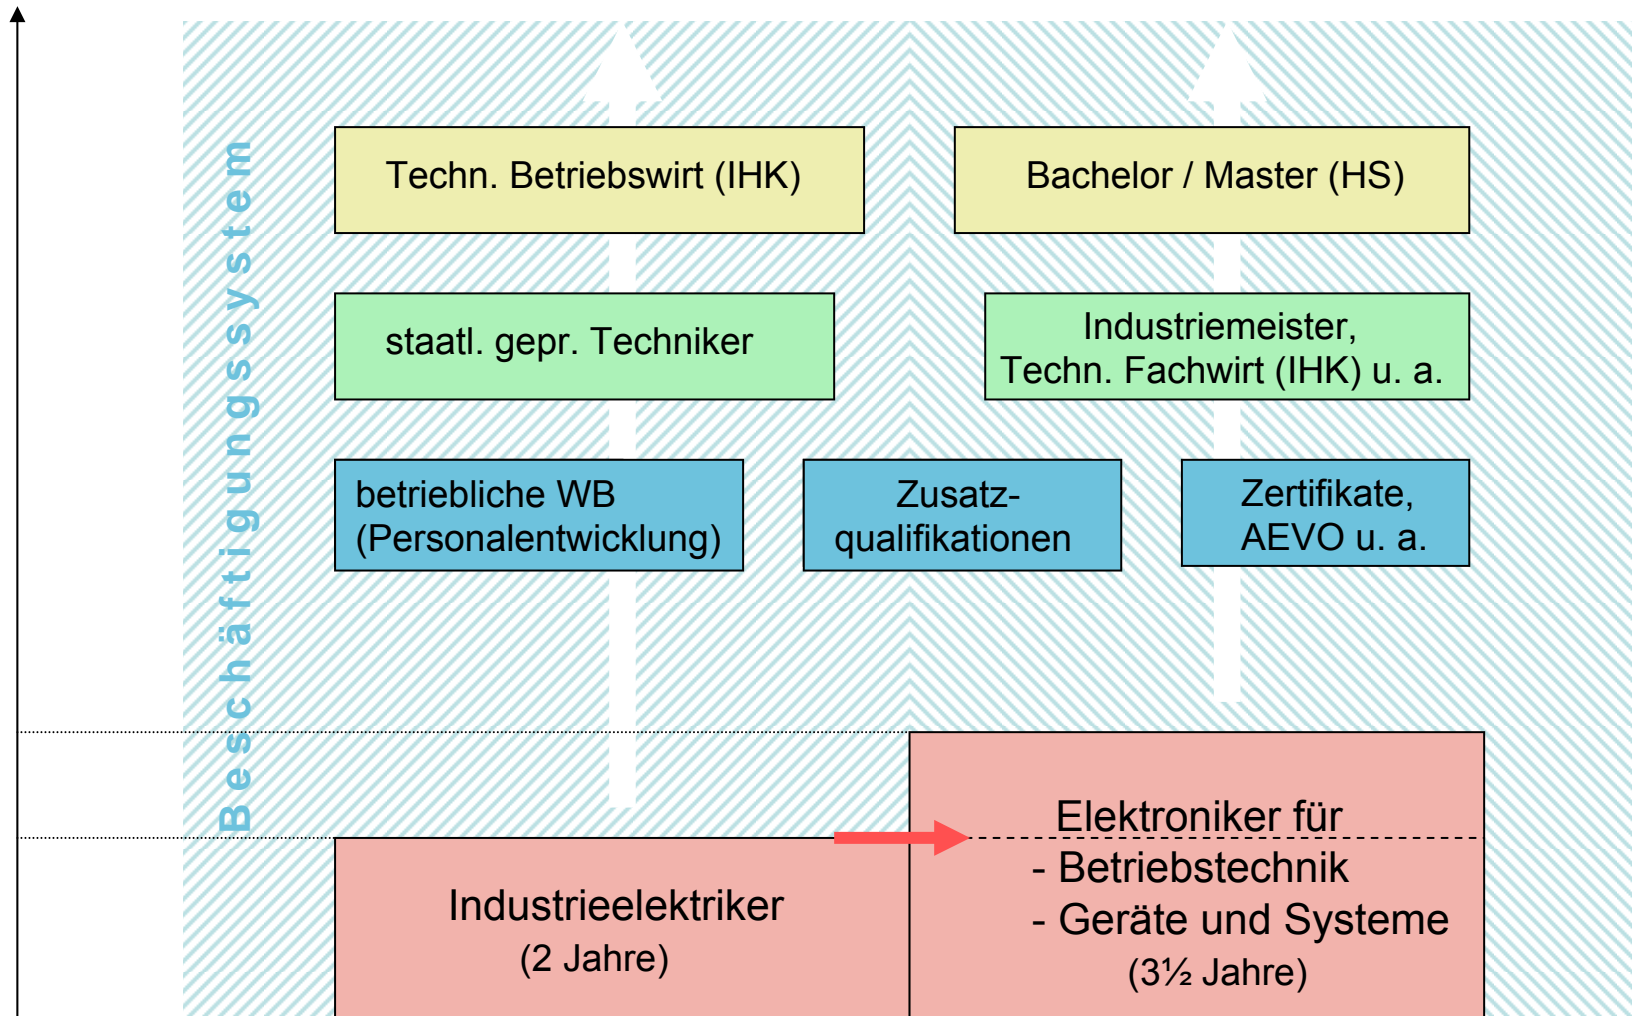 Beschäftigungssystem
Techn. Betriebswirt (IHK)
Bachelor / Master (HS)
staatl. gepr. Techniker
Industriemeister,
Techn. Fachwirt (IHK) u. a.
betriebliche WB
(Personalentwicklung)
Zusatz-
qualifikationen
Zertifikate,
AEVO u. a.
Industrieelektriker
(2 Jahre)
Elektroniker für
- Betriebstechnik
- Geräte und Systeme
(3½ Jahre)